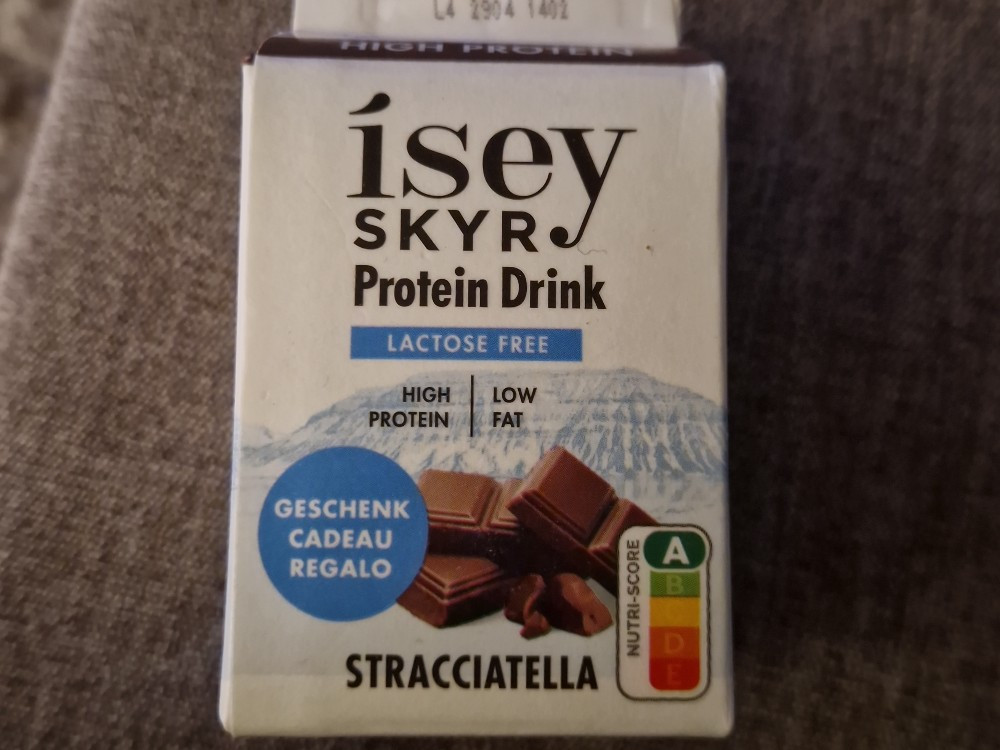 L4 2904 1402
HIGH PROTEIN
ísey
SKYR
Protein Drink
LACTOSE FREE
HIGH PROTEIN
LOW FAT
GESCHENK
CADEAU
REGALO
NUTRI-SCORE
A
B
D
E
STRACCIATELLA